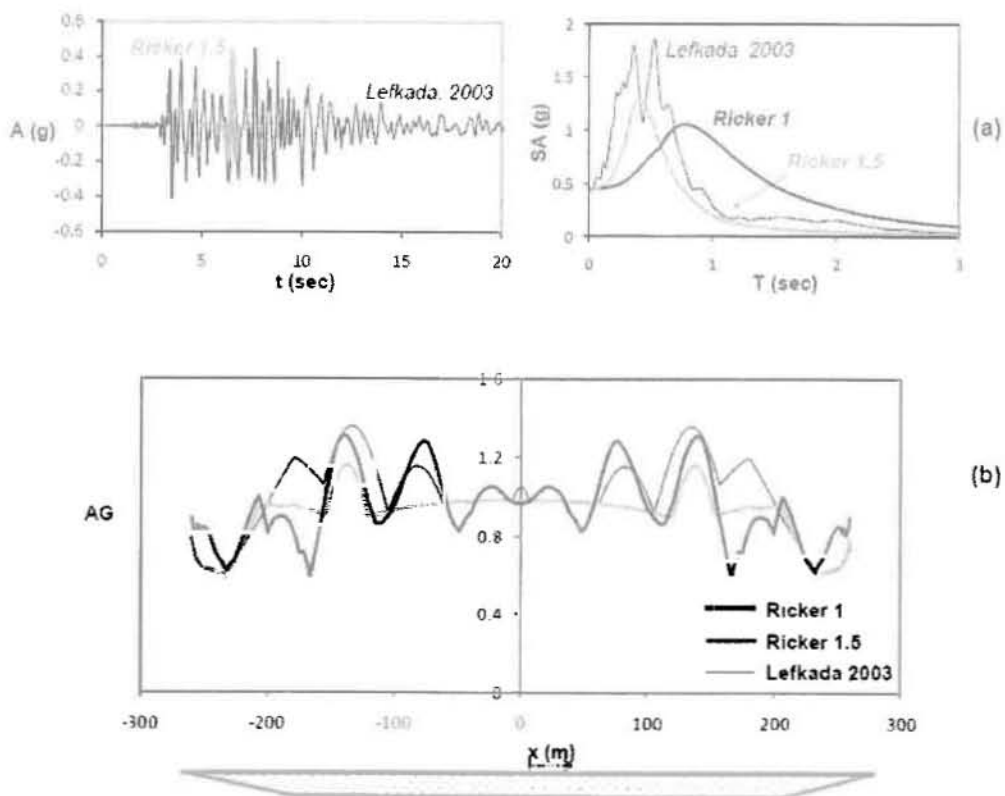 0.6
0.4
0.2
0
-0.2
-0.4
-0.6
A (g)
Ricker 1.5
Lefkada, 2003
0 5 10 15 20
t (sec)
2
1.5
1
0.5
0
SA (g)
Lefkada 2003
Ricker 1
Ricker 1.5
0 1 2 3
T (sec)
(a)
1.6
1.2
0.8
0.4
0
AG
(b)
Ricker 1
Ricker 1.5
Lefkada 2003
-300 -200 -100 0 100 200 300
x (m)